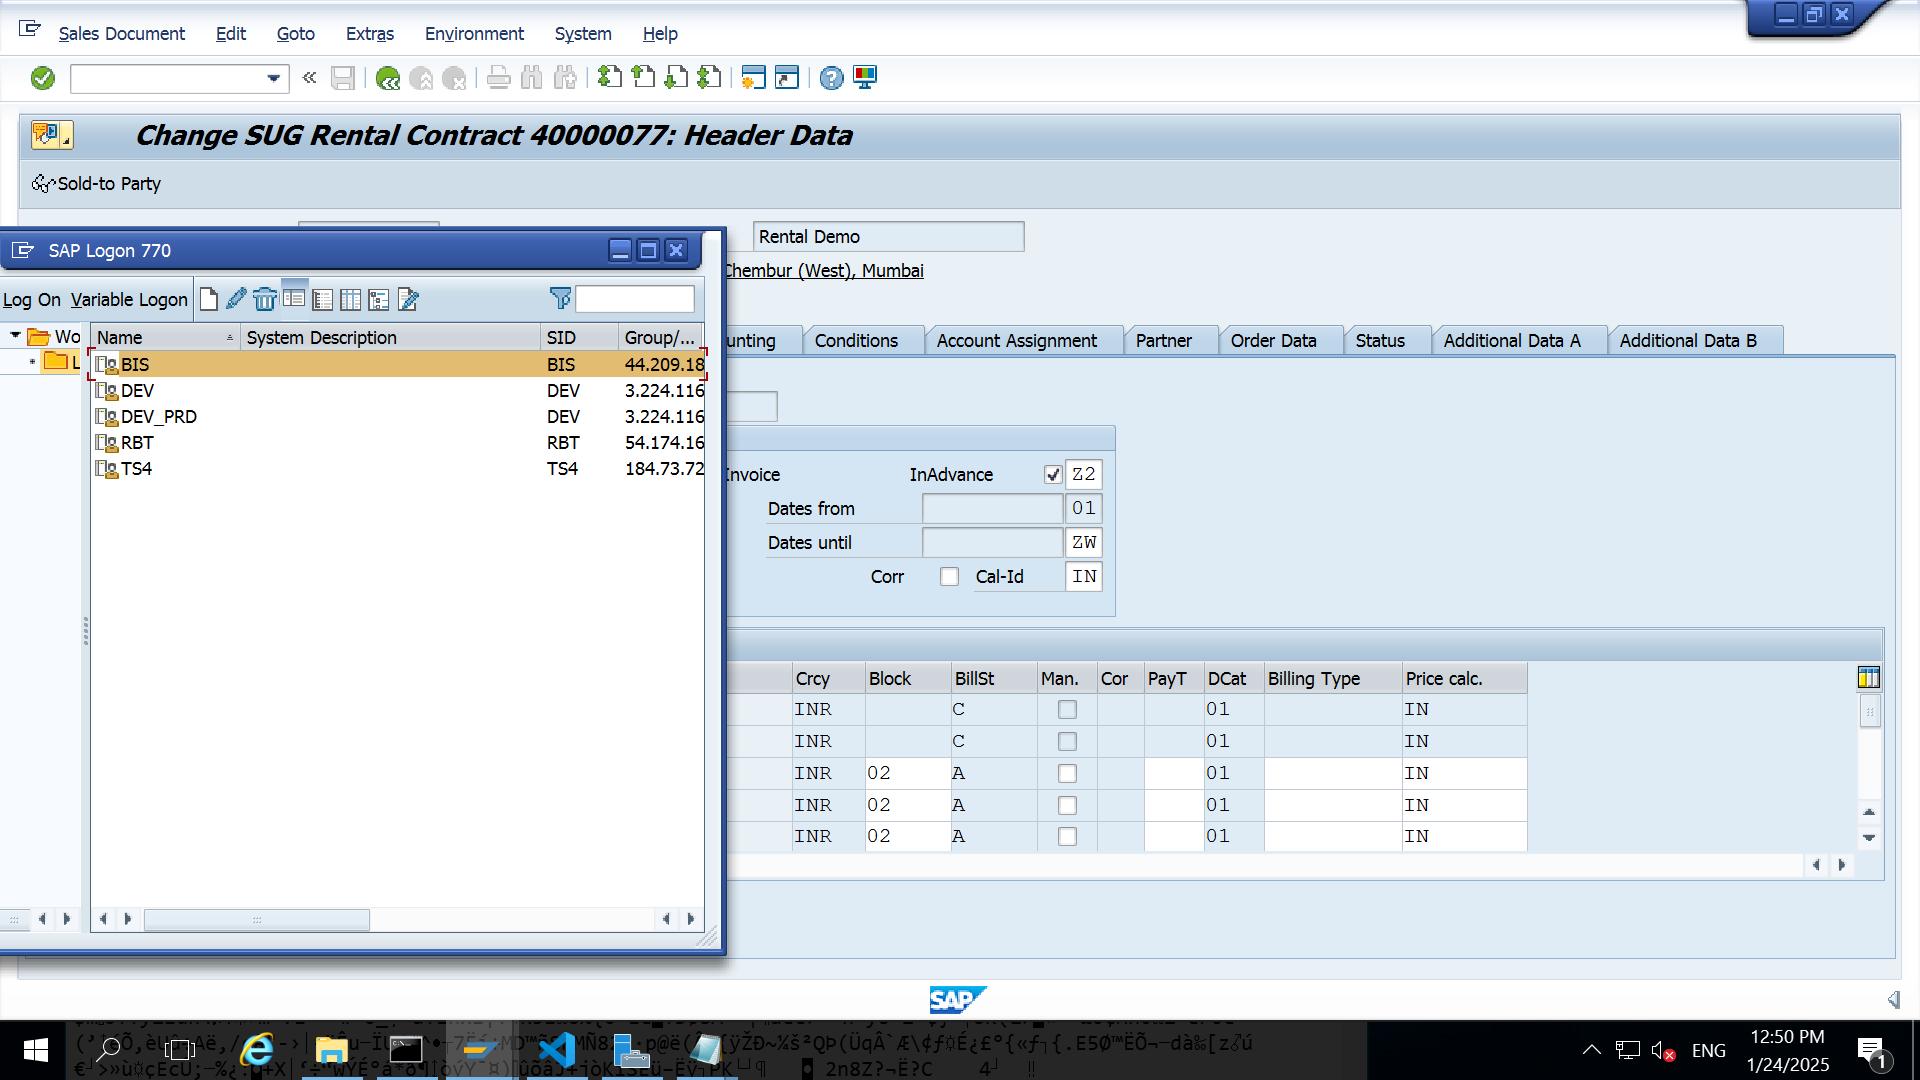 Sales Document Edit Goto Extras Environment System Help
Change SUG Rental Contract 40000077: Header Data
Sold-to Party
Rental Demo
Chembur (West), Mumbai
SAP Logon 770
Log On Variable Logon
Wo
L
Name System Description SID Group/...
BIS BIS 44.209.18
DEV DEV 3.224.116
DEV_PRD DEV 3.224.116
RBT RBT 54.174.16
TS4 TS4 184.73.72
unting Conditions Account Assignment Partner Order Data Status Additional Data A Additional Data B
Invoice InAdvance Z2
Dates from 01
Dates until ZW
Corr Cal-Id IN
Crcy Block BillSt Man. Cor PayT DCat Billing Type Price calc.
INR C 01 IN
INR C 01 IN
INR 02 A 01 IN
INR 02 A 01 IN
INR 02 A 01 IN
SAP
ENG
12:50 PM
1/24/2025
1